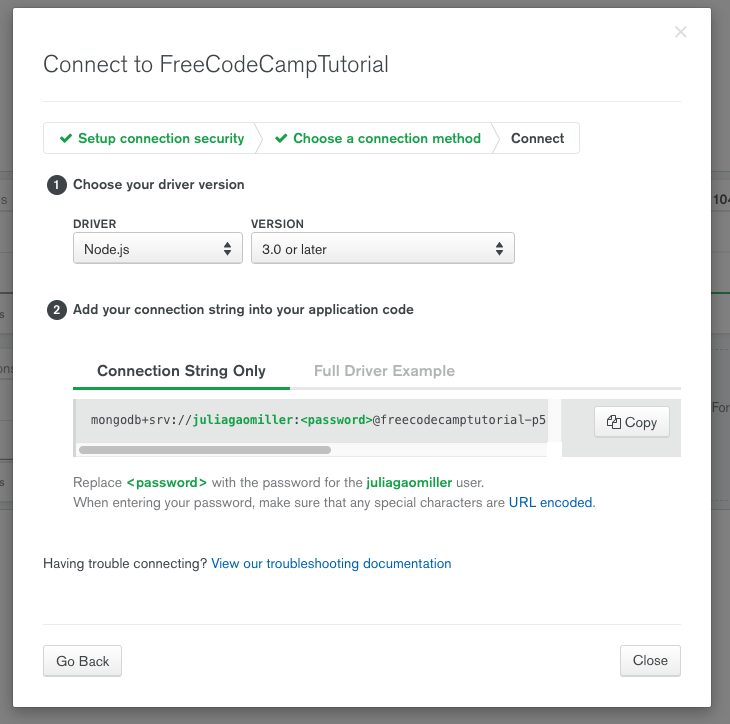 Connect to FreeCodeCampTutorial
Setup connection security Choose a connection method Connect
1 Choose your driver version
DRIVER VERSION
Node.js 3.0 or later
2 Add your connection string into your application code
Connection String Only Full Driver Example
mongodb+srv://juliagaomiller:<password>@freecodecamptutorial-p5
Copy
Replace <password> with the password for the juliagaomiller user.
When entering your password, make sure that any special characters are URL encoded.
Having trouble connecting? View our troubleshooting documentation
Go Back Close
s
104
s
ons
For
s